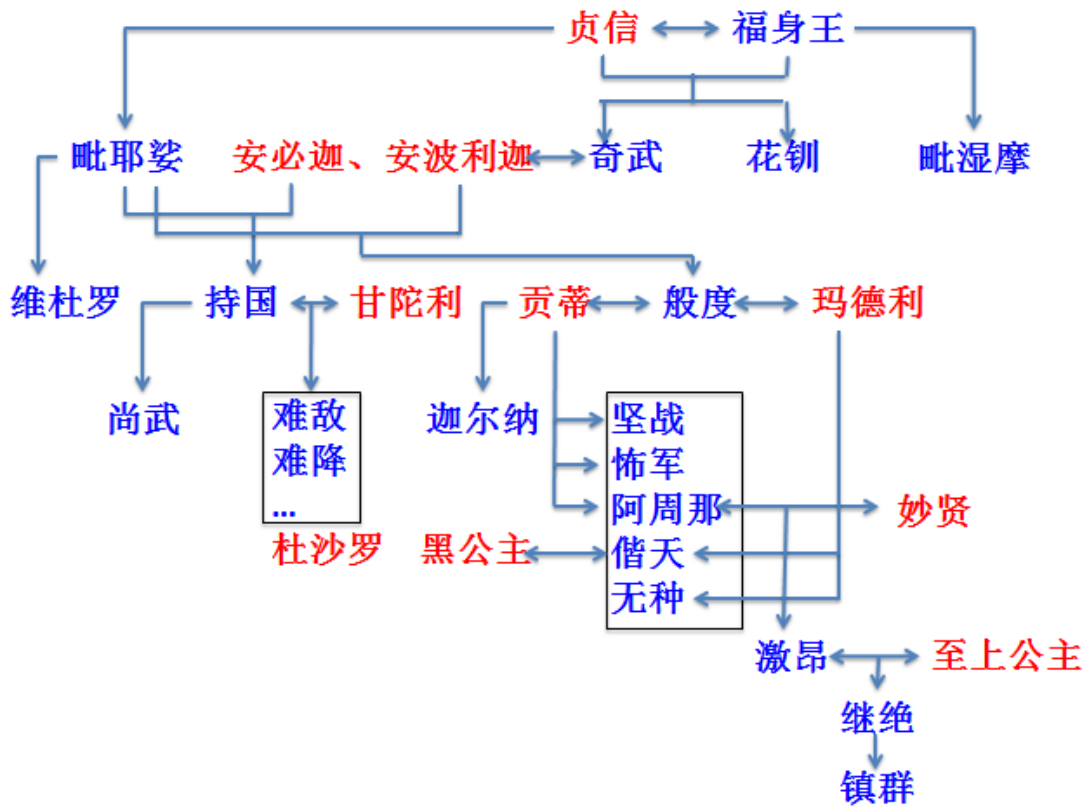 贞信 福身王
毗耶娑 安必迦、安波利迦 奇武 花钏 毗湿摩
维杜罗 持国 甘陀利 贡蒂 般度 玛德利
尚武 难敌 迦尔纳 坚战
难降 怖军
... 阿周那 妙贤
杜沙罗 黑公主 偕天
无种
激昂 至上公主
继绝
镇群